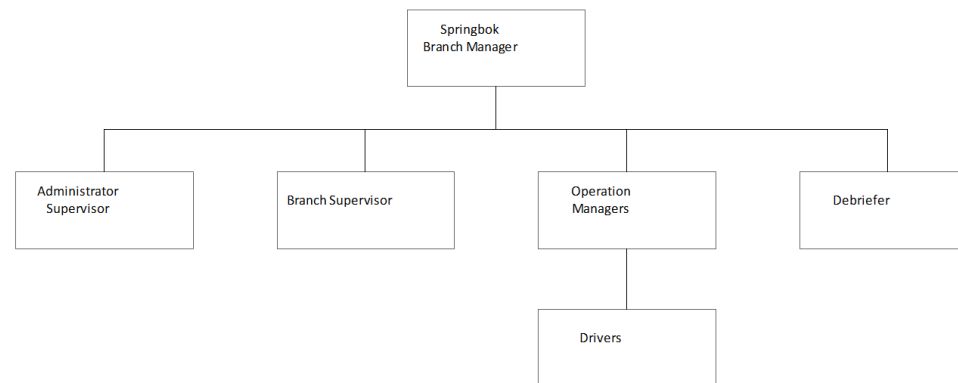 Springbok
Branch Manager
Administrator
Supervisor
Branch Supervisor
Operation
Managers
Debriefer
Drivers